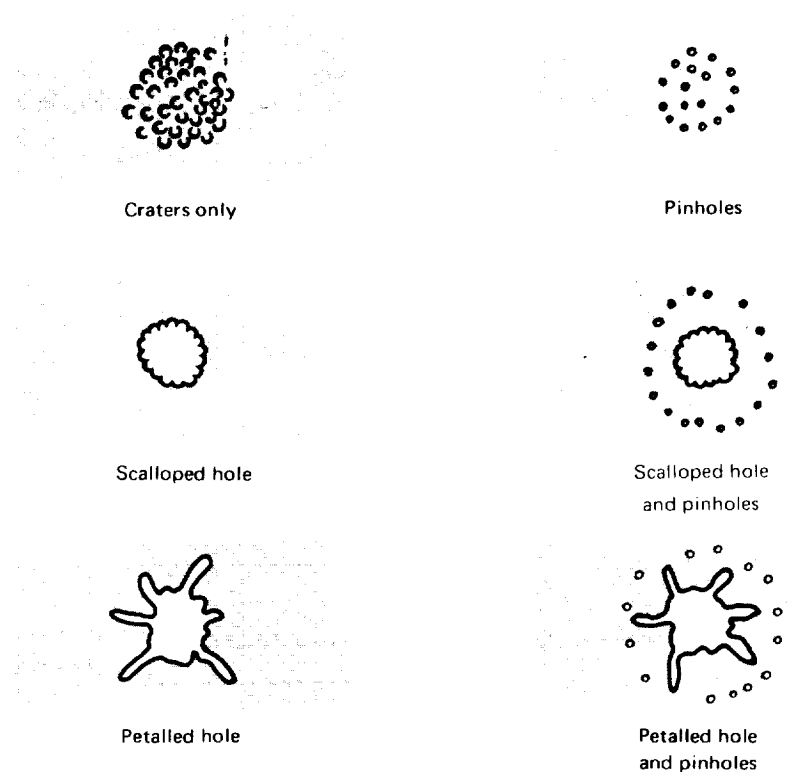 Craters only
Pinholes
Scalloped hole
Scalloped hole
and pinholes
Petalled hole
Petalled hole
and pinholes